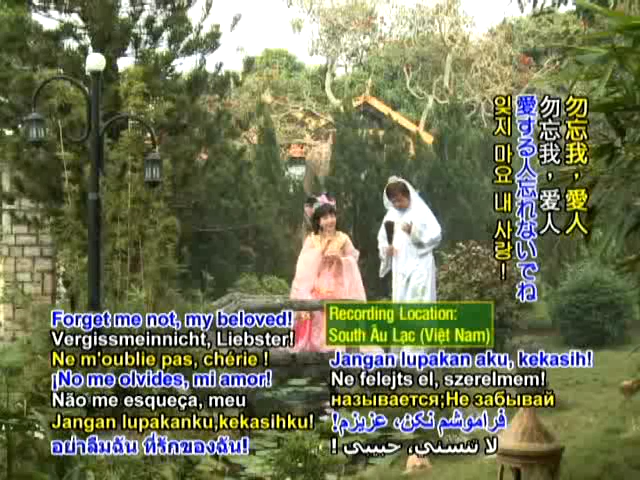 勿忘我，愛人
勿忘我，爱人
愛する人忘れないでね
잊지 마요 내 사랑!
Recording Location:
South Âu Lạc (Việt Nam)
Forget me not, my beloved!
Vergissmeinnicht, Liebster!
Ne m'oublie pas, chérie !
¡No me olvides, mi amor!
Não me esqueça, meu
Jangan lupakanku,kekasihku!
อย่าลืมฉัน ที่รักของฉัน!
Jangan lupakan aku, kekasih!
Ne felejts el, szerelmem!
называется;Не забывай
فراموشم نکن، عزیزم!
لا تنسني، حبيبي !